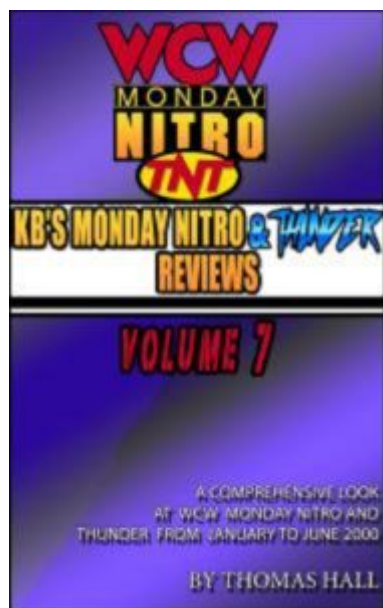 WCW
MONDAY
NITRO
TNT
KB'S MONDAY NITRO & THUNDER
REVIEWS
VOLUME 7
A COMPREHENSIVE LOOK
AT WCW MONDAY NITRO AND
THUNDER FROM JANUARY TO JUNE 2000
BY THOMAS HALL